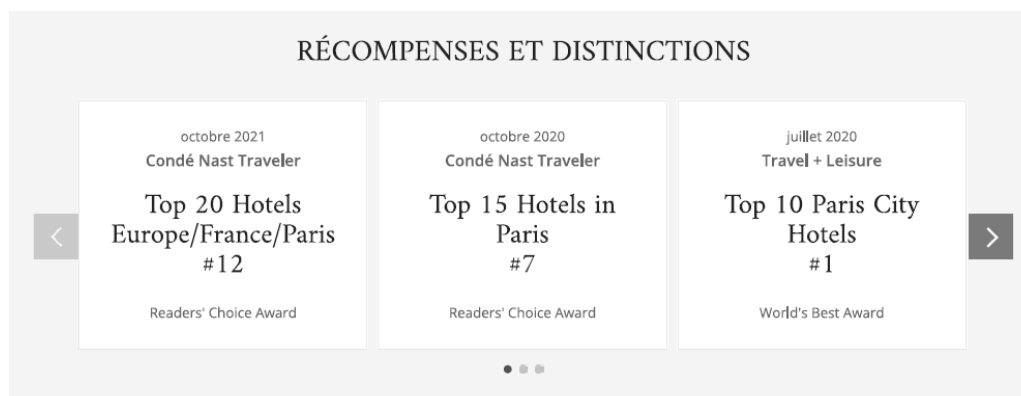 RÉCOMPENSES ET DISTINCTIONS
octobre 2021
Condé Nast Traveler
Top 20 Hotels
Europe/France/Paris
#12
Readers' Choice Award
octobre 2020
Condé Nast Traveler
Top 15 Hotels in
Paris
#7
Readers' Choice Award
juillet 2020
Travel + Leisure
Top 10 Paris City
Hotels
#1
World's Best Award